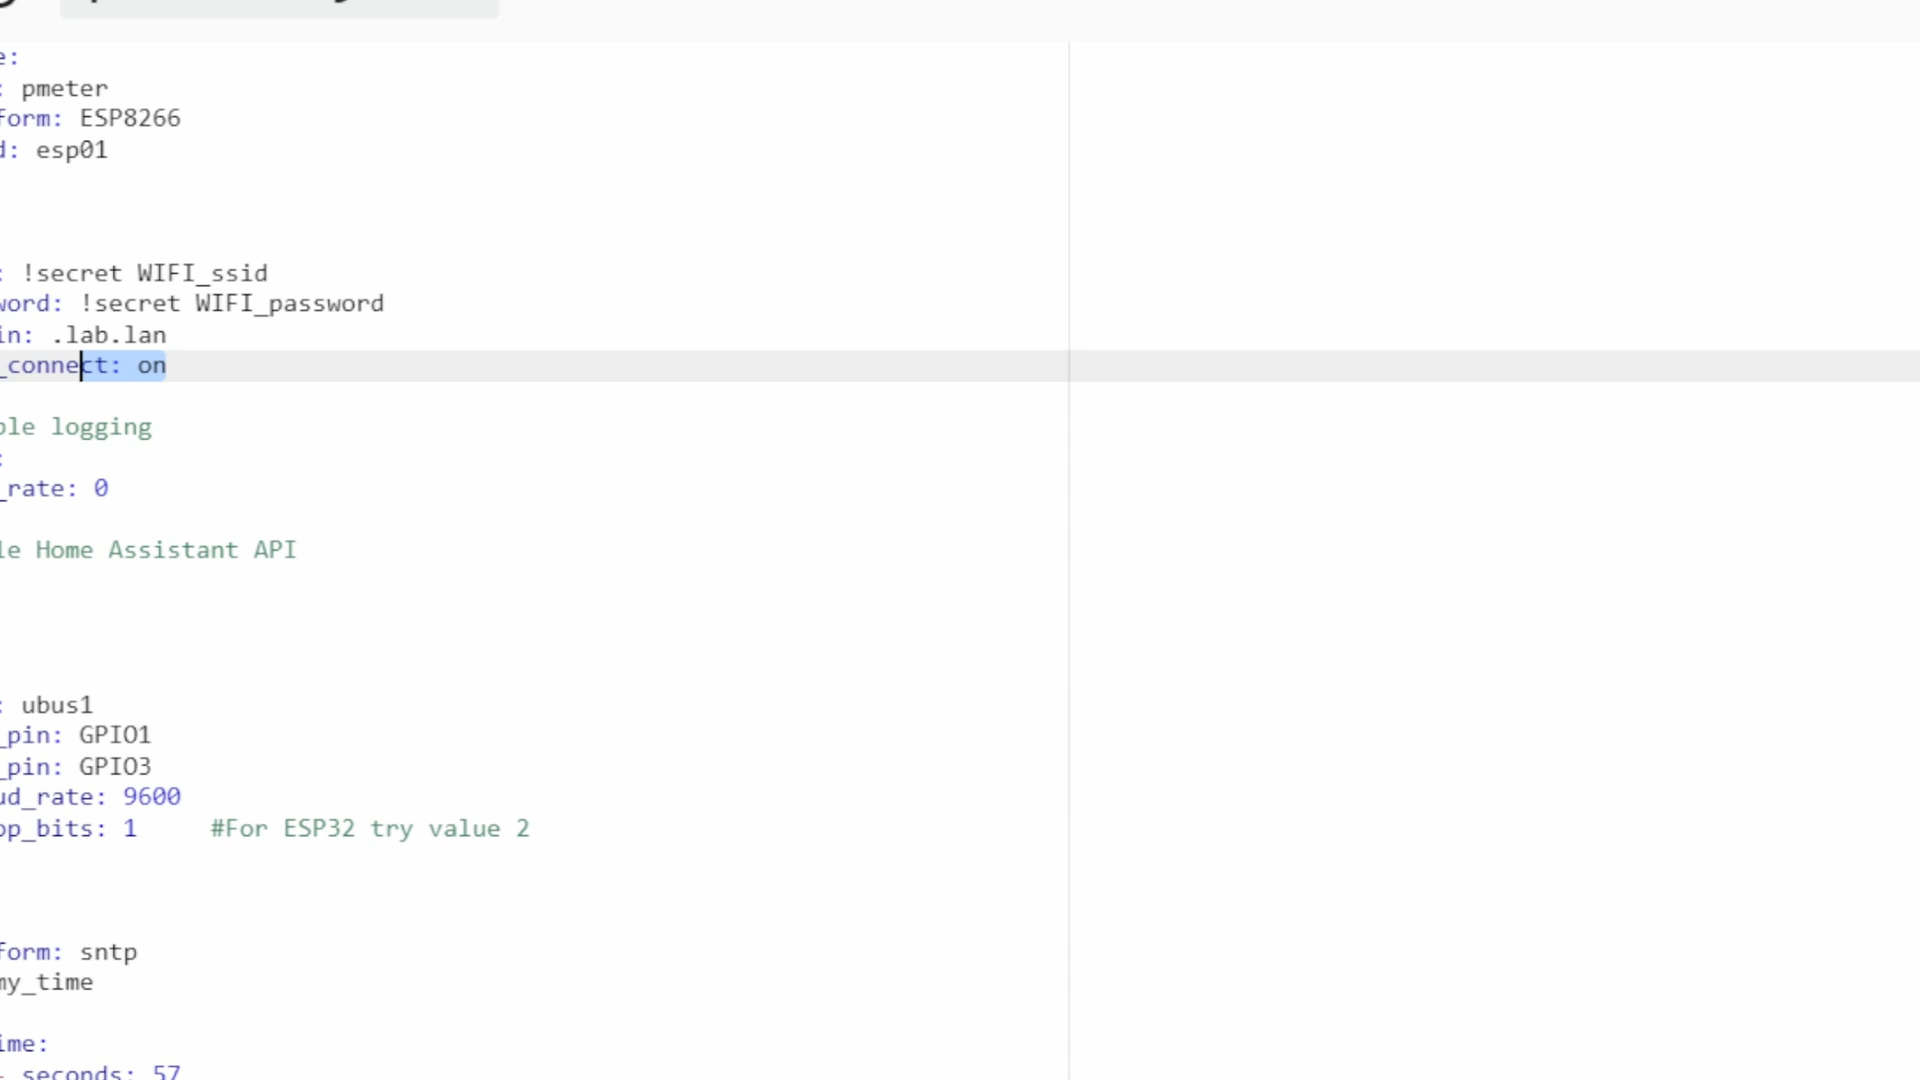 e:
: pmeter
form: ESP8266
d: esp01
: !secret WIFI_ssid
word: !secret WIFI_password
in: .lab.lan
_connect: on
ble logging
:
_rate: 0
le Home Assistant API
: ubus1
_pin: GPIO1
_pin: GPIO3
ud_rate: 9600
op_bits: 1 #For ESP32 try value 2
form: sntp
my_time
ime:
- seconds: 57